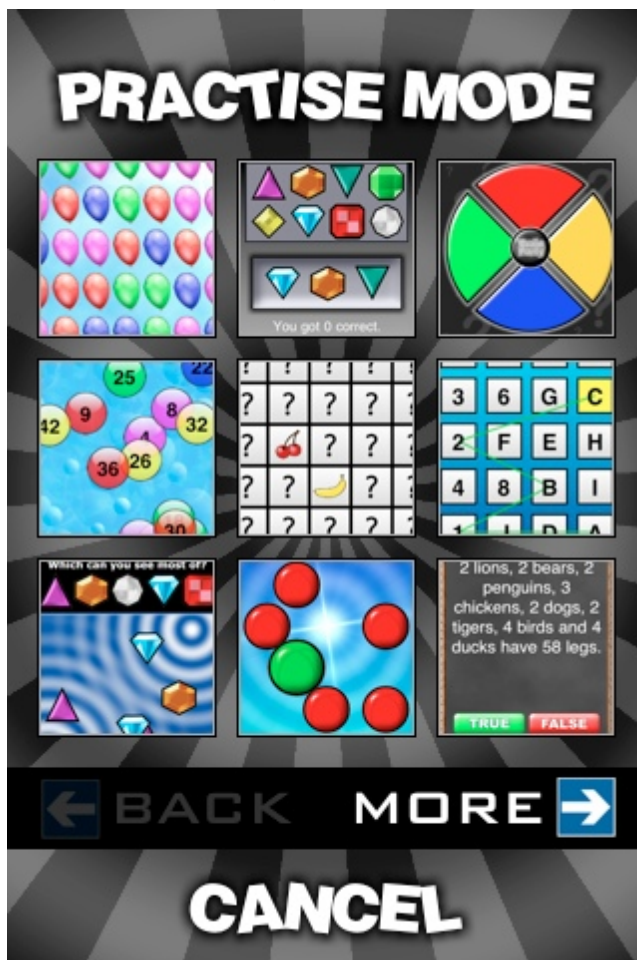 PRACTISE MODE
You got 0 correct.
25
22
9
8
42
32
4
26
36
30
? ! ! ? !
? ? ? ? ?
? ? ?
? ? ? ?
? ? ? ? ?
3 6 G C
2 F E H
4 8 B I
1 J D A
Which can you see most of?
2 lions, 2 bears, 2
penguins, 3
chickens, 2 dogs, 2
tigers, 4 birds and 4
ducks have 58 legs.
TRUE FALSE
BACK MORE
CANCEL